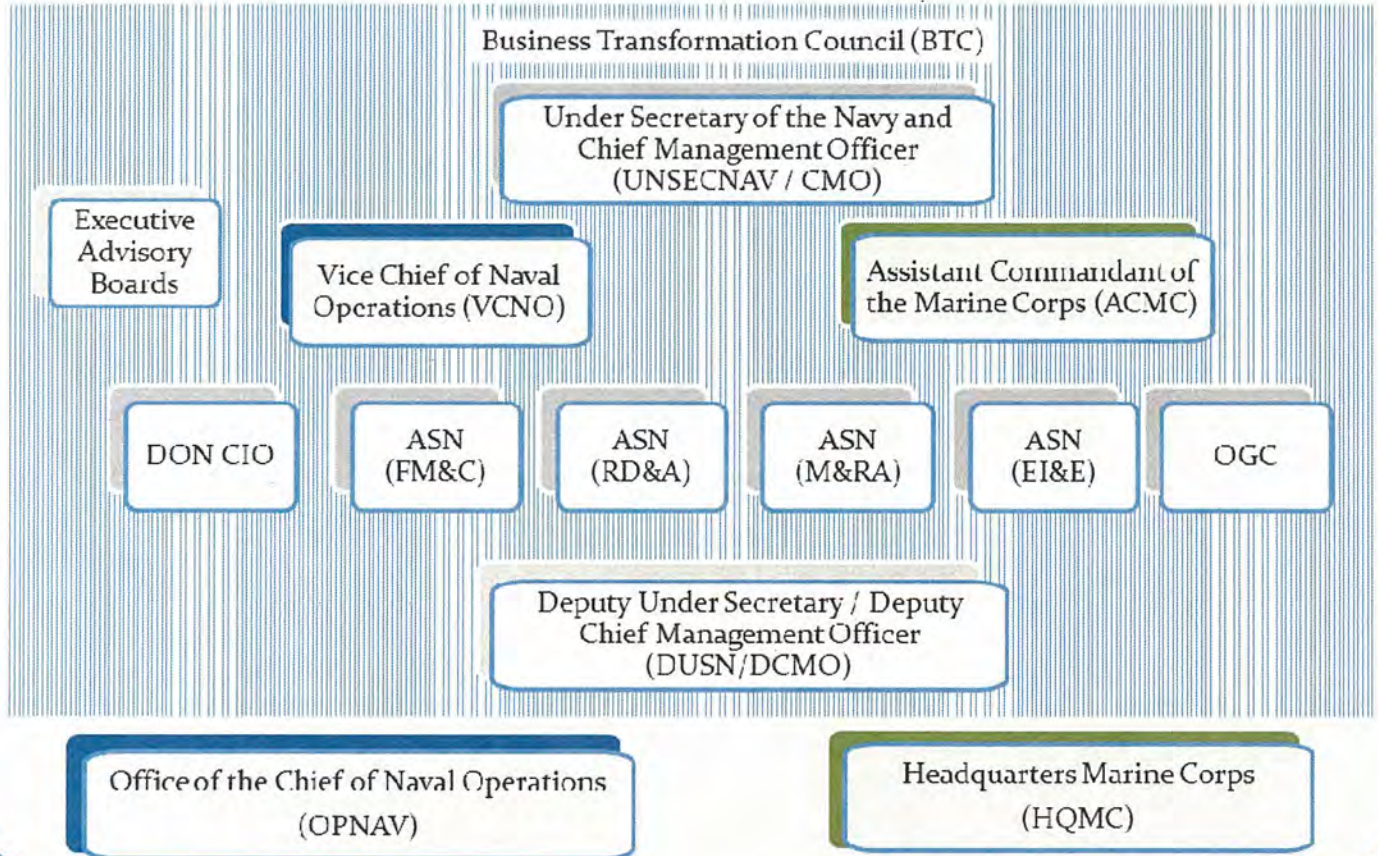 Business Transformation Council (BTC)
Under Secretary of the Navy and
Chief Management Officer
(UNSECNAV / CMO)
Executive
Advisory
Boards
Vice Chief of Naval
Operations (VCNO)
Assistant Commandant of
the Marine Corps (ACMC)
DON CIO
ASN
(FM&C)
ASN
(RD&A)
ASN
(M&RA)
ASN
(EI&E)
OGC
Deputy Under Secretary / Deputy
Chief Management Officer
(DUSN/DCMO)
Office of the Chief of Naval Operations
(OPNAV)
Headquarters Marine Corps
(HQMC)